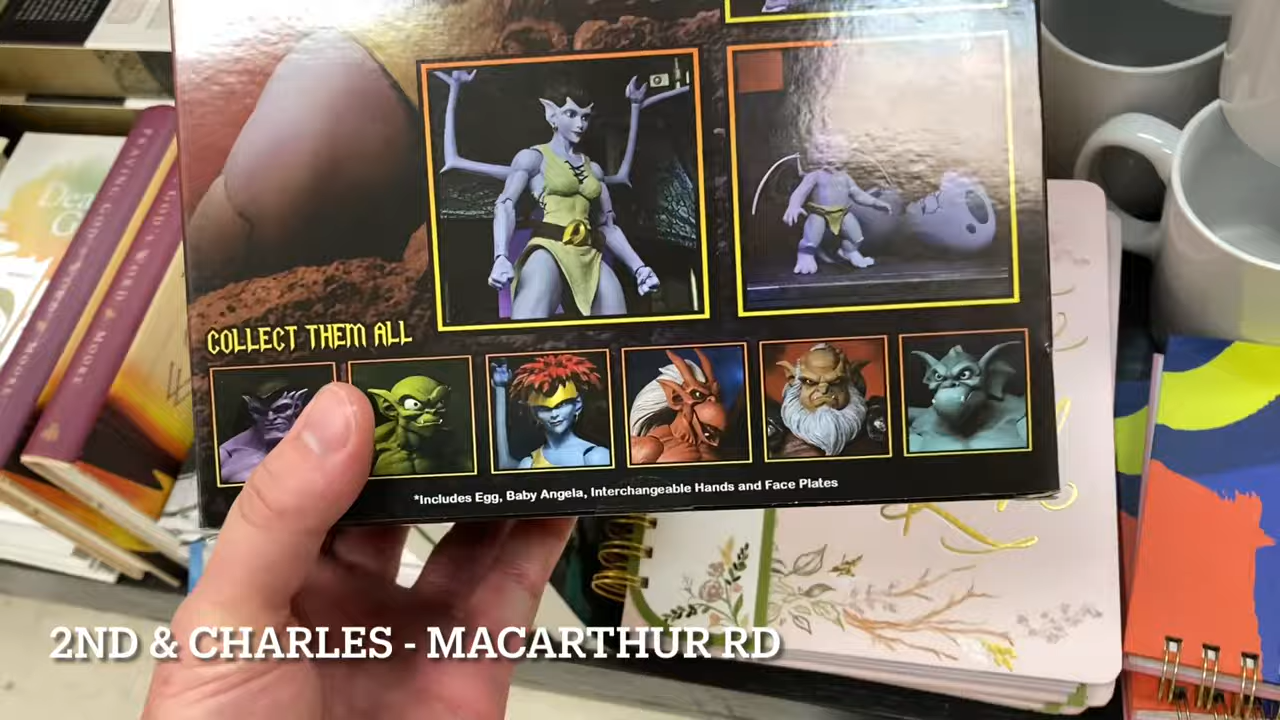 COLLECT THEM ALL
*Includes Egg, Baby Angela, Interchangeable Hands and Face Plates
2ND & CHARLES - MACARTHUR RD